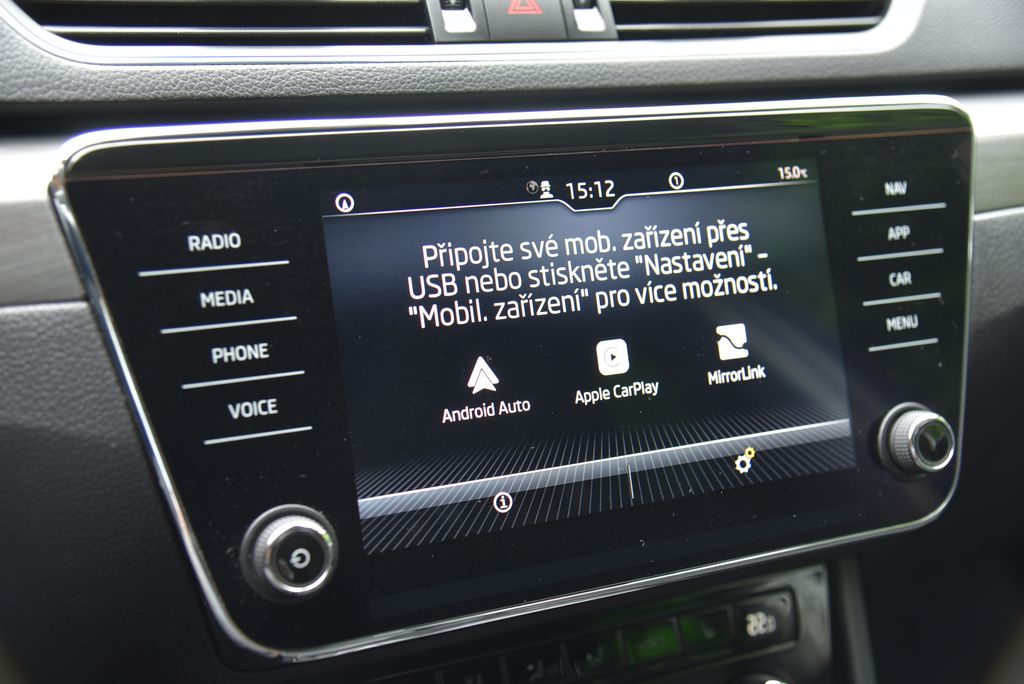 15:12
15.0°C
RADIO
MEDIA
PHONE
VOICE
Připojte své mob. zařízení přes
USB nebo stiskněte "Nastavení" -
"Mobil. zařízení" pro více možností.
Android Auto
Apple CarPlay
MirrorLink
NAV
APP
CAR
MENU